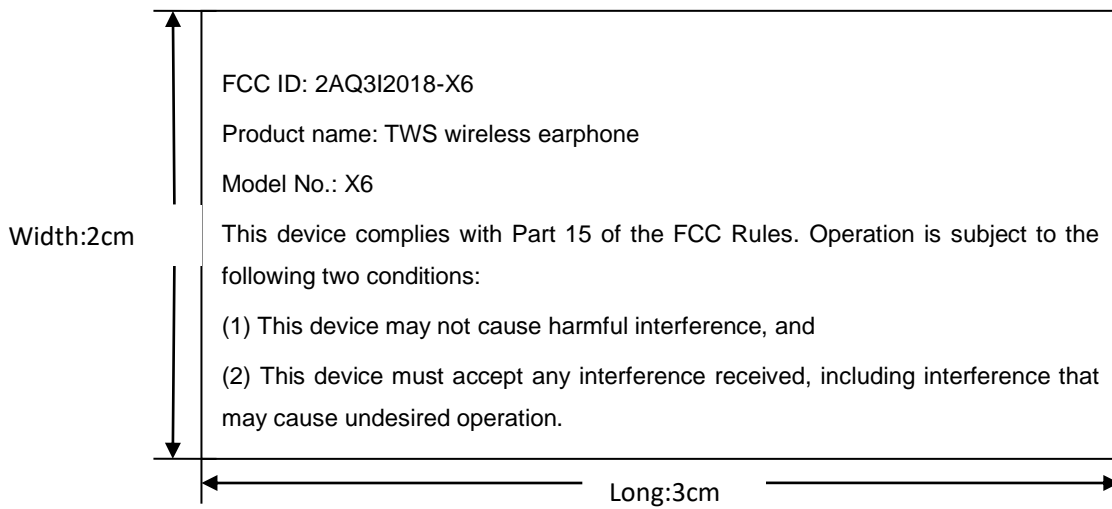 FCC ID: 2AQ3I2018-X6
Product name: TWS wireless earphone
Model No.: X6
Width:2cm
This device complies with Part 15 of the FCC Rules. Operation is subject to the
following two conditions:
(1) This device may not cause harmful interference, and
(2) This device must accept any interference received, including interference that
may cause undesired operation.
Long:3cm